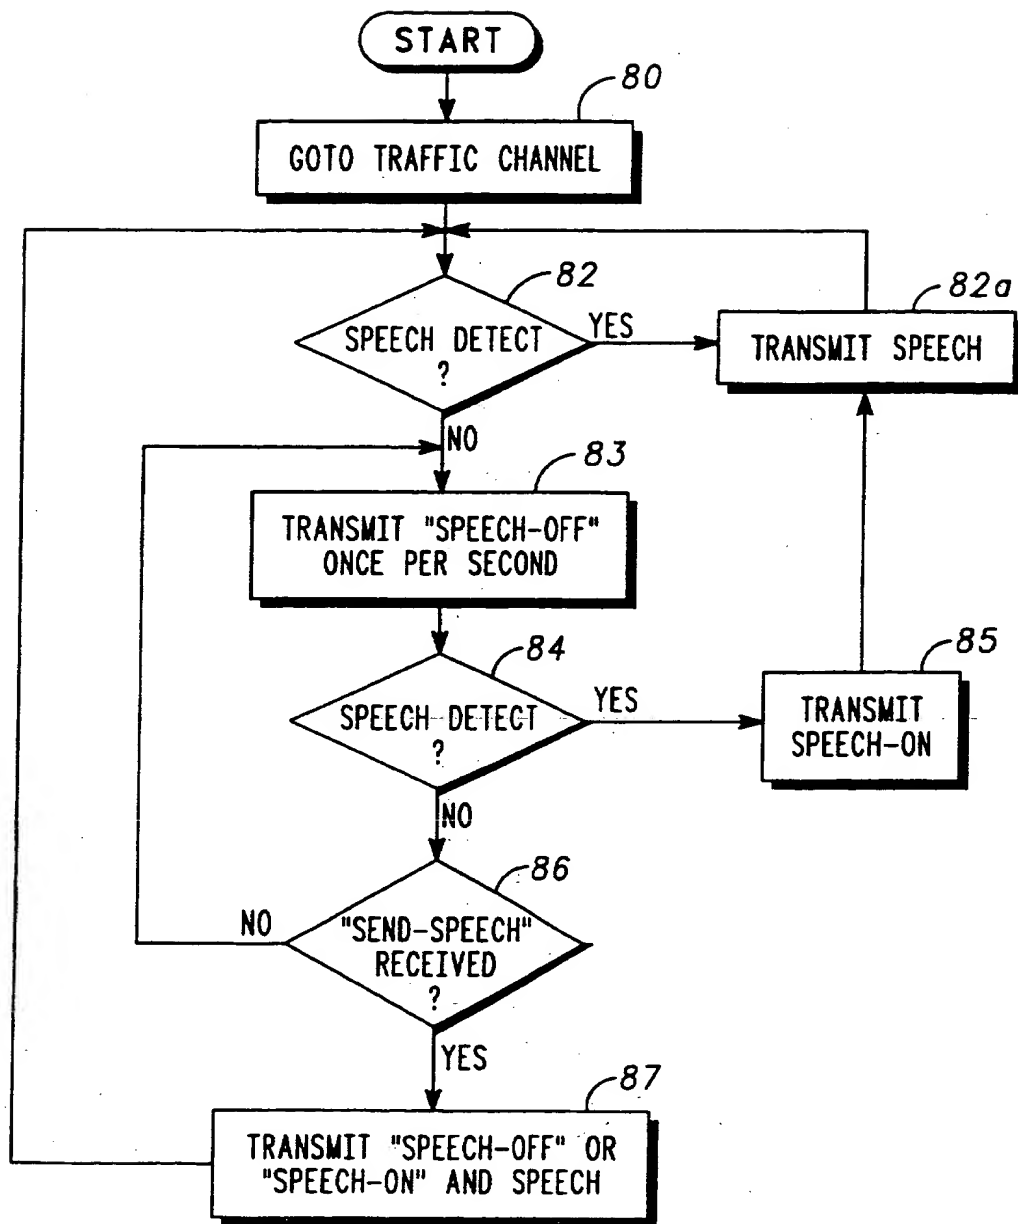 START
80
GOTO TRAFFIC CHANNEL
82
SPEECH DETECT
?
YES
82a
TRANSMIT SPEECH
NO
83
TRANSMIT "SPEECH-OFF"
ONCE PER SECOND
84
SPEECH DETECT
?
YES
85
TRANSMIT
SPEECH-ON
NO
86
NO
"SEND-SPEECH"
RECEIVED
?
YES
87
TRANSMIT "SPEECH-OFF" OR
"SPEECH-ON" AND SPEECH